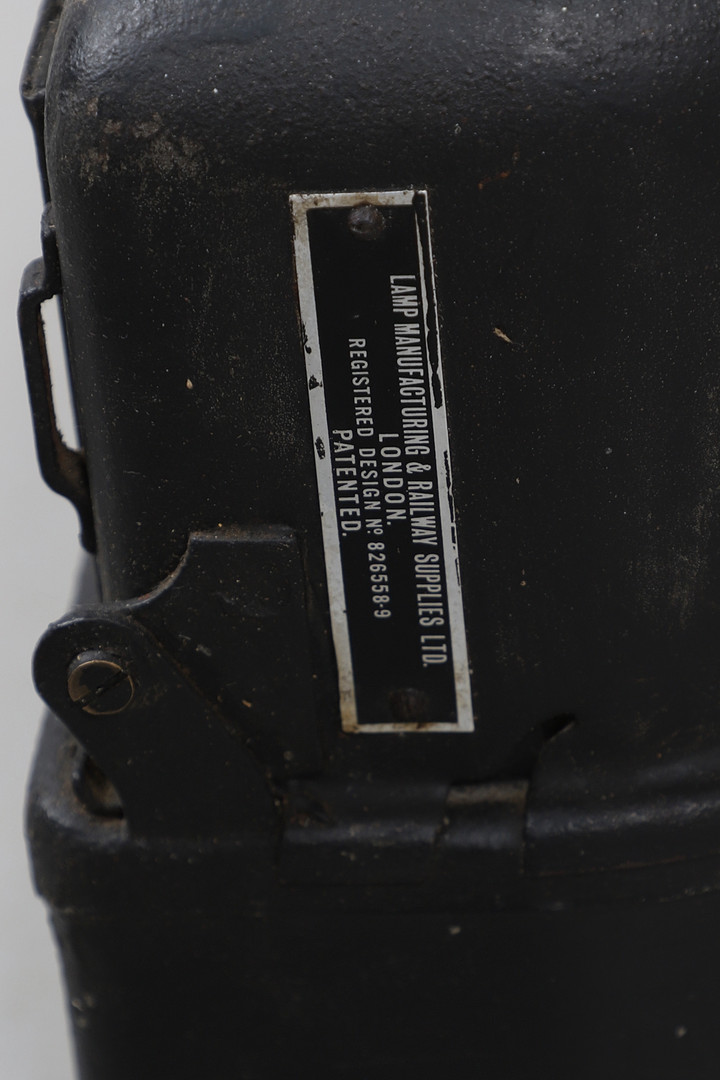 LAMP MANUFACTURING & RAILWAY SUPPLIES LTD.
LONDON.
REGISTERED DESIGN Nº 826558-9
PATENTED.